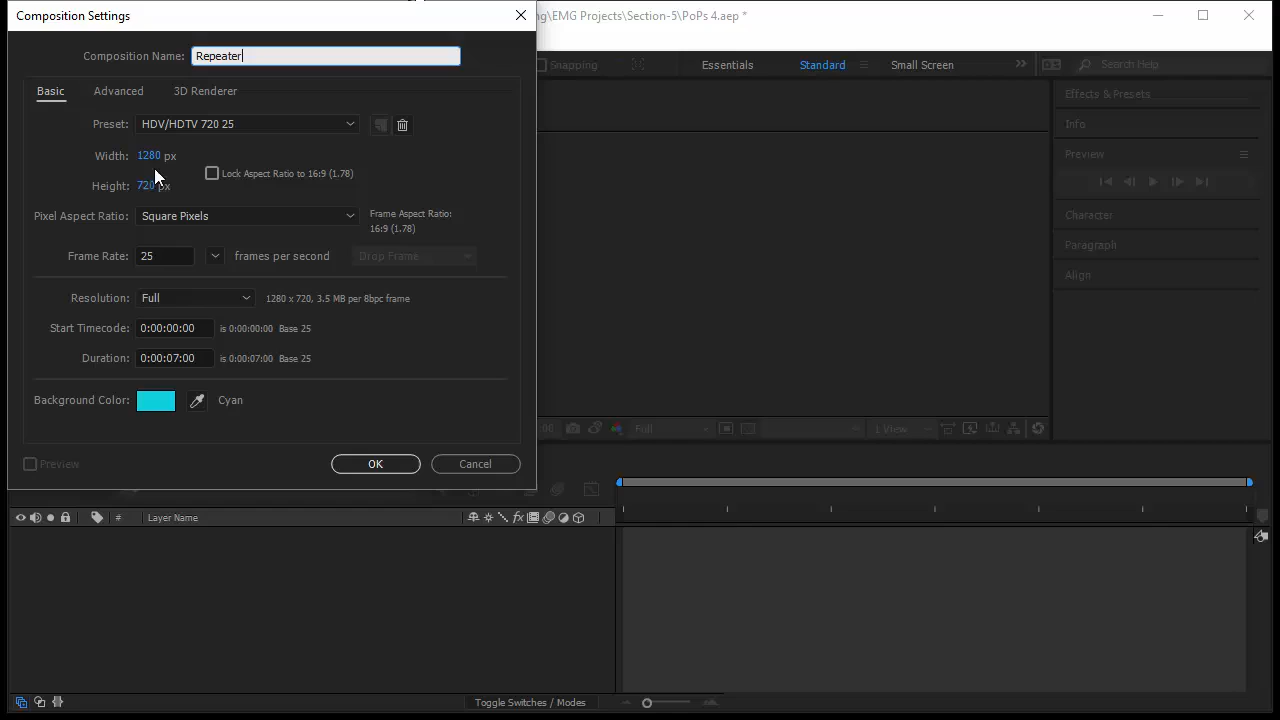 Composition Settings
ng\EMG Projects\Section-5\PoPs 4.aep *
Composition Name: Repeater
Snapping
Essentials
Standard
Small Screen
Search Help
Basic
Advanced
3D Renderer
Preset: HDV/HDTV 720 25
Width: 1280 px
Lock Aspect Ratio to 16:9 (1.78)
Height: 720 px
Pixel Aspect Ratio: Square Pixels
Frame Aspect Ratio:
16:9 (1.78)
Frame Rate: 25 frames per second Drop Frame
Resolution: Full 1280 x 720, 3.5 MB per 8bpc frame
Start Timecode: 0:00:00:00 is 0:00:00:00 Base 25
Duration: 0:00:07:00 is 0:00:07:00 Base 25
Background Color: Cyan
Preview
OK
Cancel
Effects & Presets
Info
Preview
Character
Paragraph
Align
:00
Full
1 View
# Layer Name
fx
Toggle Switches / Modes